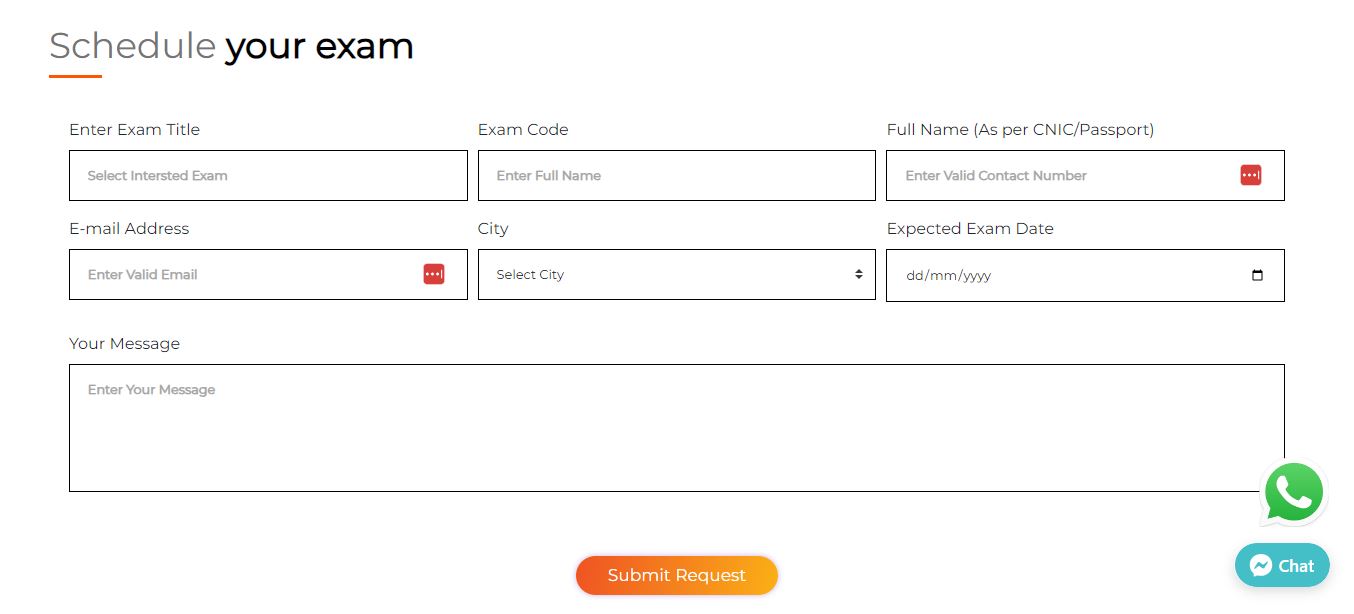 Schedule your exam
Enter Exam Title
Exam Code
Full Name (As per CNIC/Passport)
Select Intersted Exam
Enter Full Name
Enter Valid Contact Number
E-mail Address
City
Expected Exam Date
Enter Valid Email
Select City
dd/mm/yyyy
Your Message
Enter Your Message
Submit Request
Chat